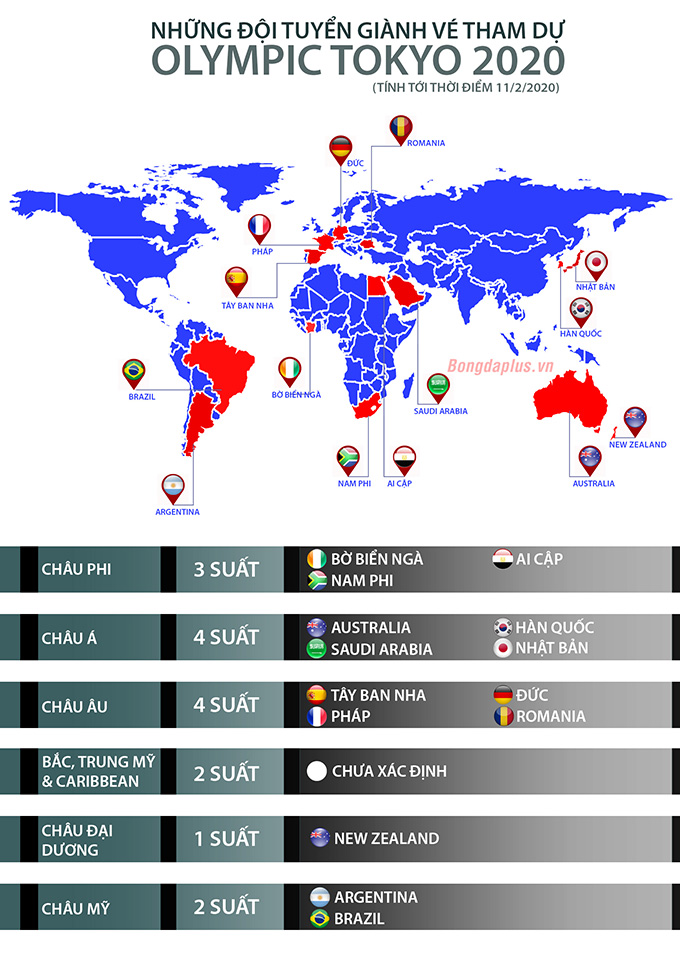 NHỮNG ĐỘI TUYỂN GIÀNH VÉ THAM DỰ
OLYMPIC TOKYO 2020
(TÍNH TỚI THỜI ĐIỂM 11/2/2020)
ROMANIA
ĐỨC
PHÁP
TÂY BAN NHA
NHẬT BẢN
HÀN QUỐC
Bongdaplus.vn
BRAZIL
BỜ BIỂN NGÀ
SAUDI ARABIA
NEW ZEALAND
NAM PHI
AI CẬP
AUSTRALIA
ARGENTINA
CHÂU PHI
3 SUẤT
BỜ BIỂN NGÀ
AI CẬP
NAM PHI
CHÂU Á
4 SUẤT
AUSTRALIA
HÀN QUỐC
SAUDI ARABIA
NHẬT BẢN
CHÂU ÂU
4 SUẤT
TÂY BAN NHA
ĐỨC
PHÁP
ROMANIA
BẮC, TRUNG MỸ
& CARIBBEAN
2 SUẤT
CHƯA XÁC ĐỊNH
CHÂU ĐẠI
DƯƠNG
1 SUẤT
NEW ZEALAND
CHÂU MỸ
2 SUẤT
ARGENTINA
BRAZIL